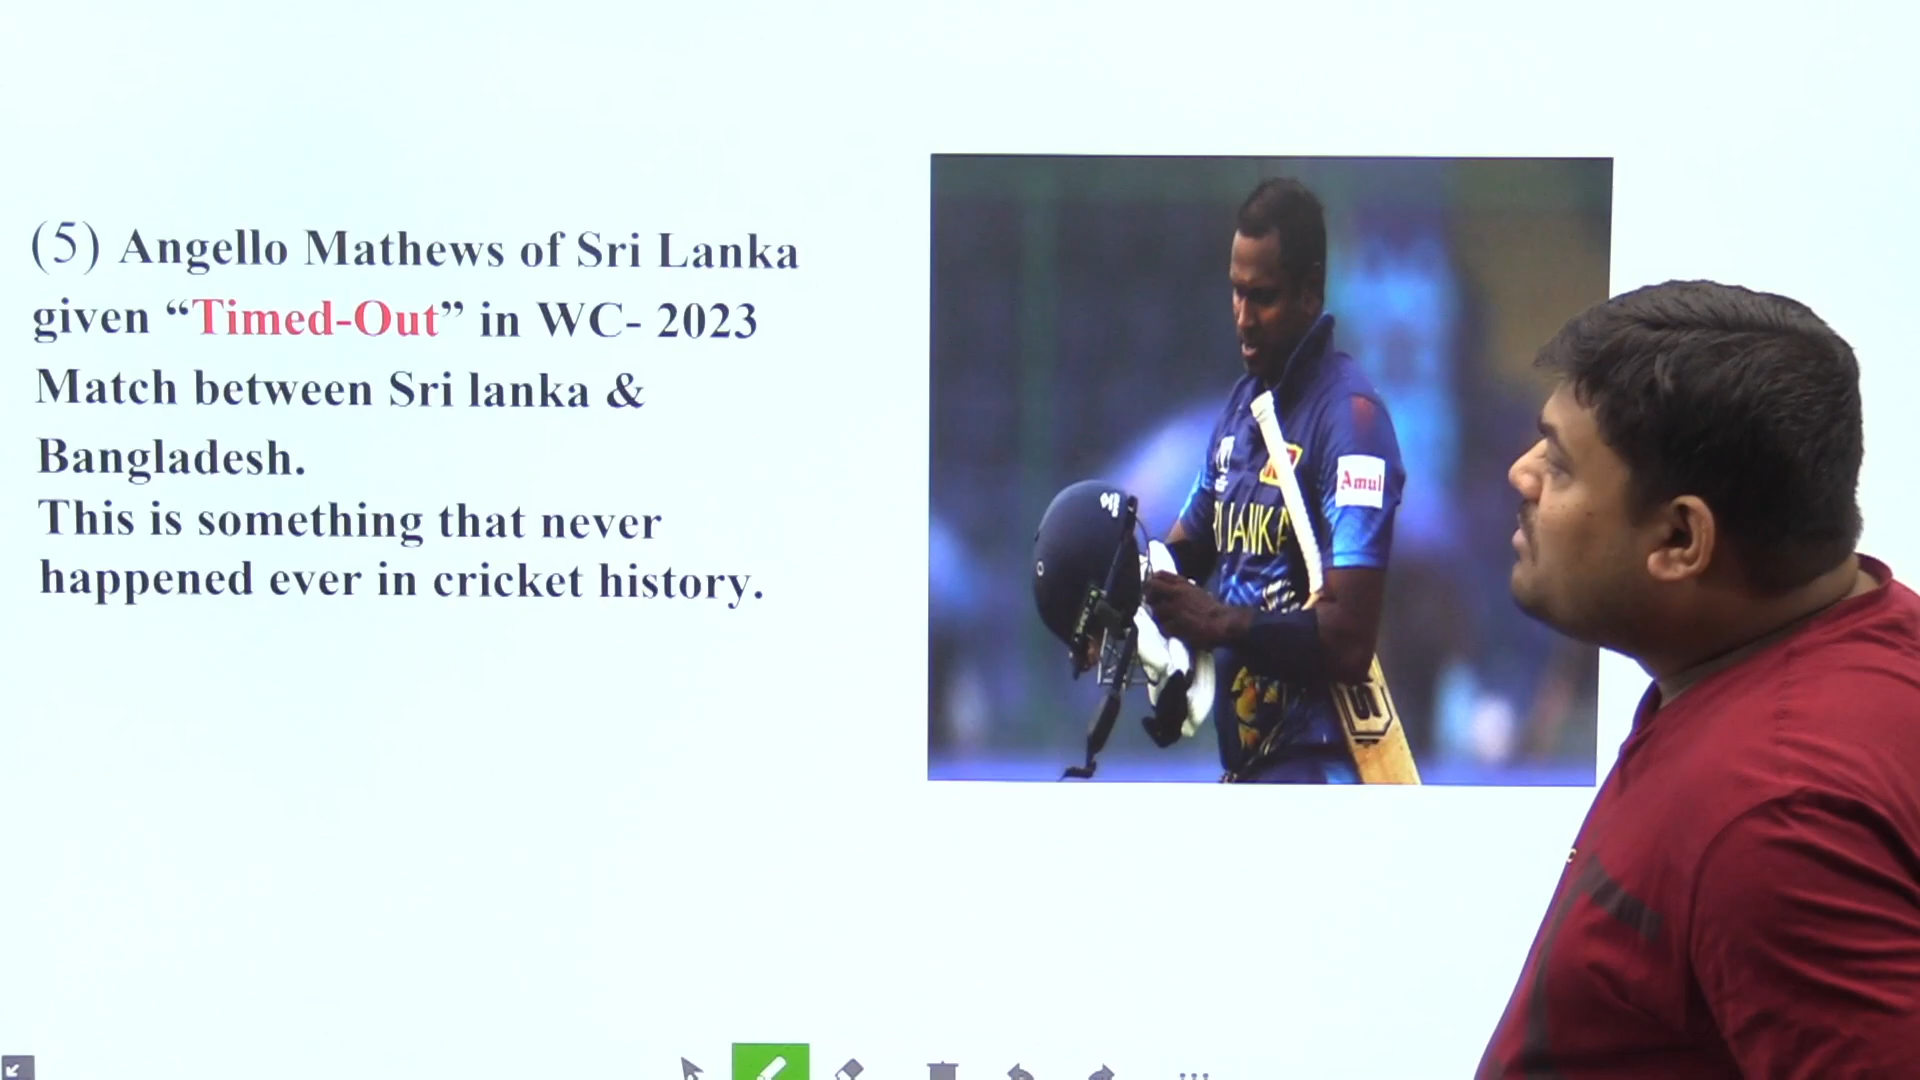 (5) Angello Mathews of Sri Lanka
given “Timed-Out” in WC- 2023
Match between Sri lanka &
Bangladesh.
This is something that never
happened ever in cricket history.
Amul